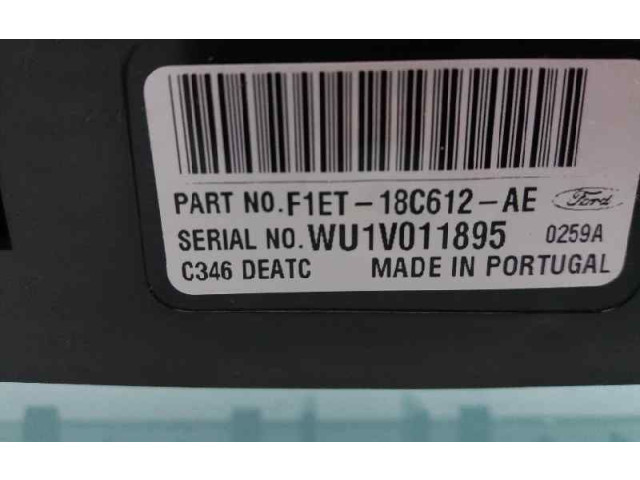 PART NO. F1ET-18C612-AE Ford
SERIAL NO. WU1V011895 0259A
C346 DEATC MADE IN PORTUGAL